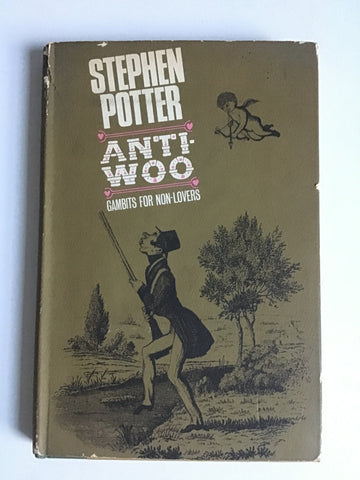 STEPHEN
POTTER
ANTI-
WOO
GAMBITS FOR NON-LOVERS